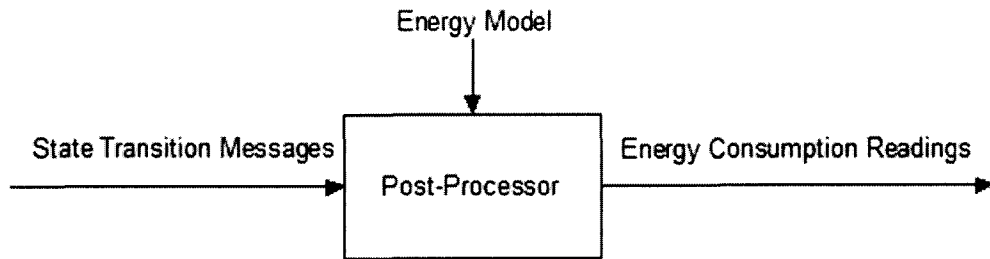 Energy Model
State Transition Messages
Energy Consumption Readings
Post-Processor